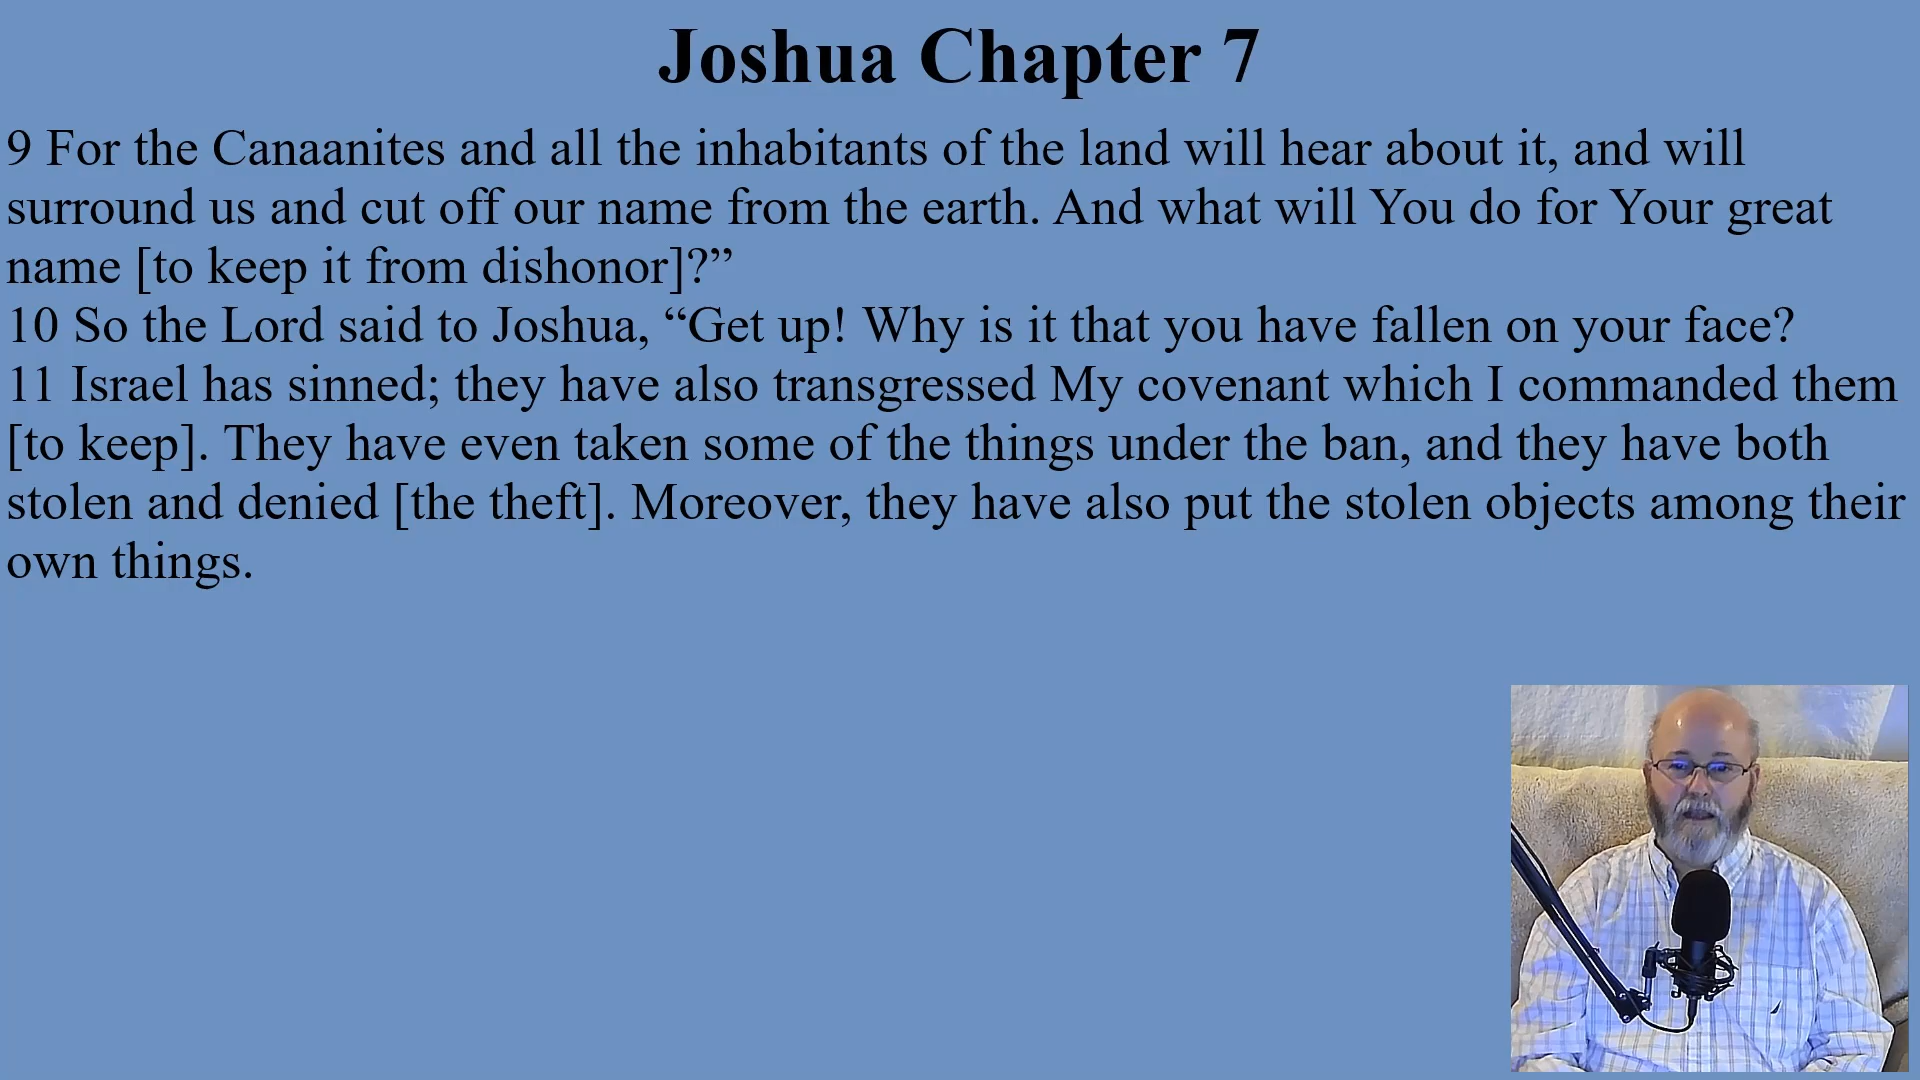 Joshua Chapter 7
9 For the Canaanites and all the inhabitants of the land will hear about it, and will
surround us and cut off our name from the earth. And what will You do for Your great
name [to keep it from dishonor]?”
10 So the Lord said to Joshua, “Get up! Why is it that you have fallen on your face?
11 Israel has sinned; they have also transgressed My covenant which I commanded them
[to keep]. They have even taken some of the things under the ban, and they have both
stolen and denied [the theft]. Moreover, they have also put the stolen objects among their
own things.